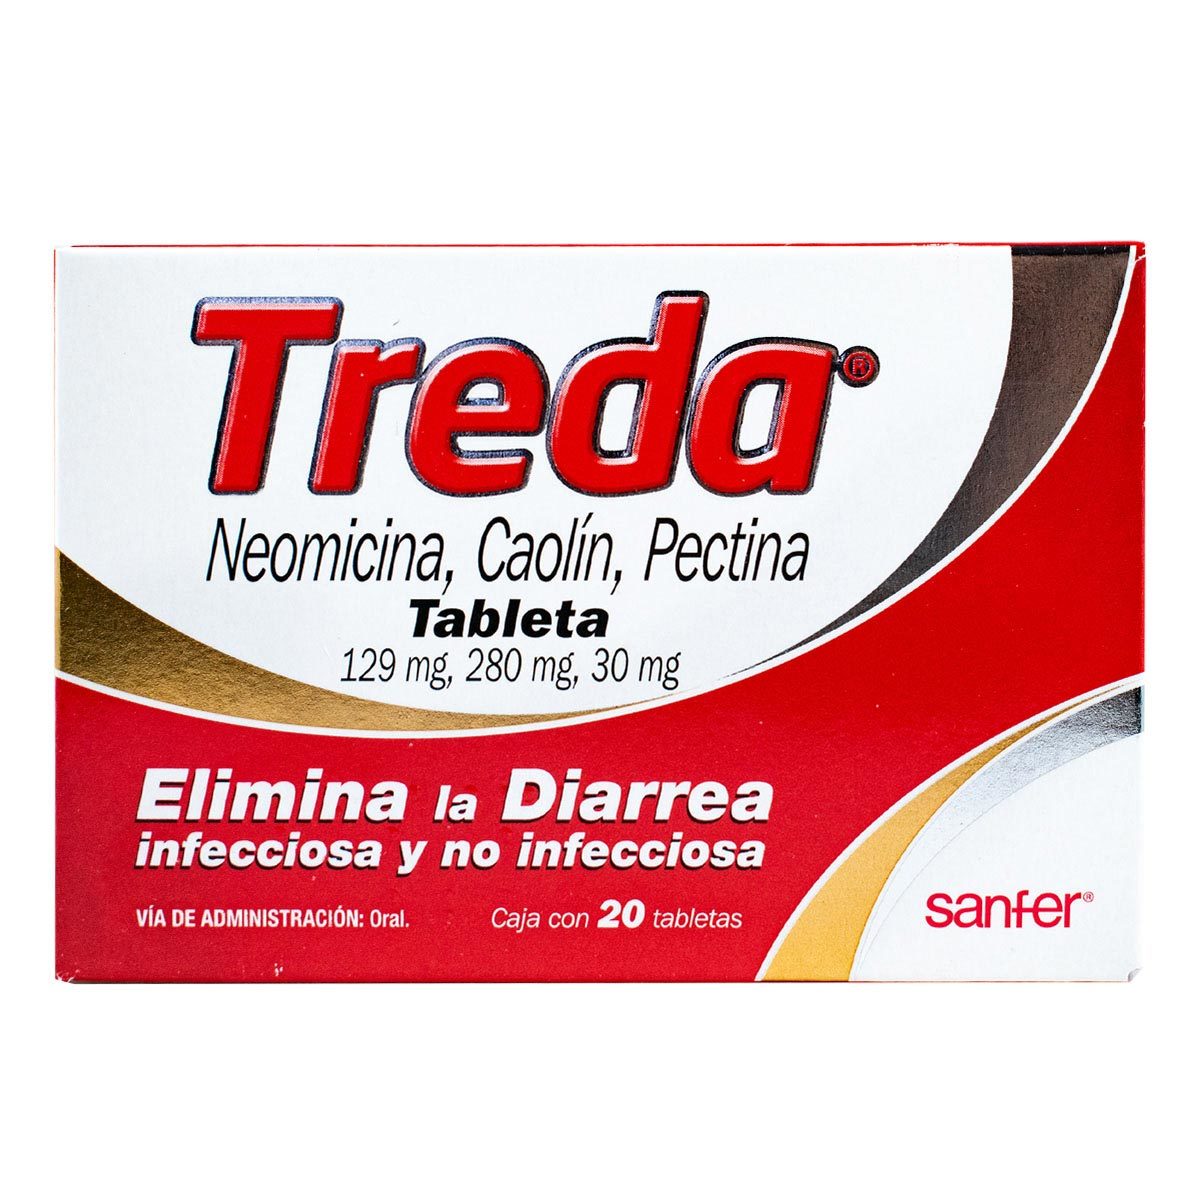 Treda®
Neomicina, Caolín, Pectina
Tableta
129 mg, 280 mg, 30 mg
Elimina la Diarrea
infecciosa y no infecciosa
VÍA DE ADMINISTRACIÓN: Oral. Caja con 20 tabletas
sanfer®